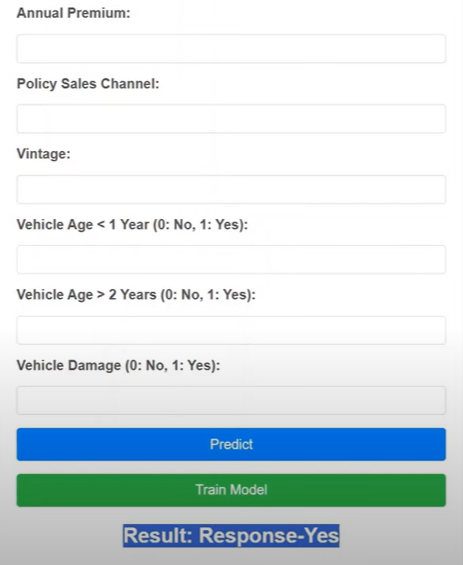 Annual Premium:
Policy Sales Channel:
Vintage:
Vehicle Age < 1 Year (0: No, 1: Yes):
Vehicle Age > 2 Years (0: No, 1: Yes):
Vehicle Damage (0: No, 1: Yes):
Predict
Train Model
Result: Response-Yes